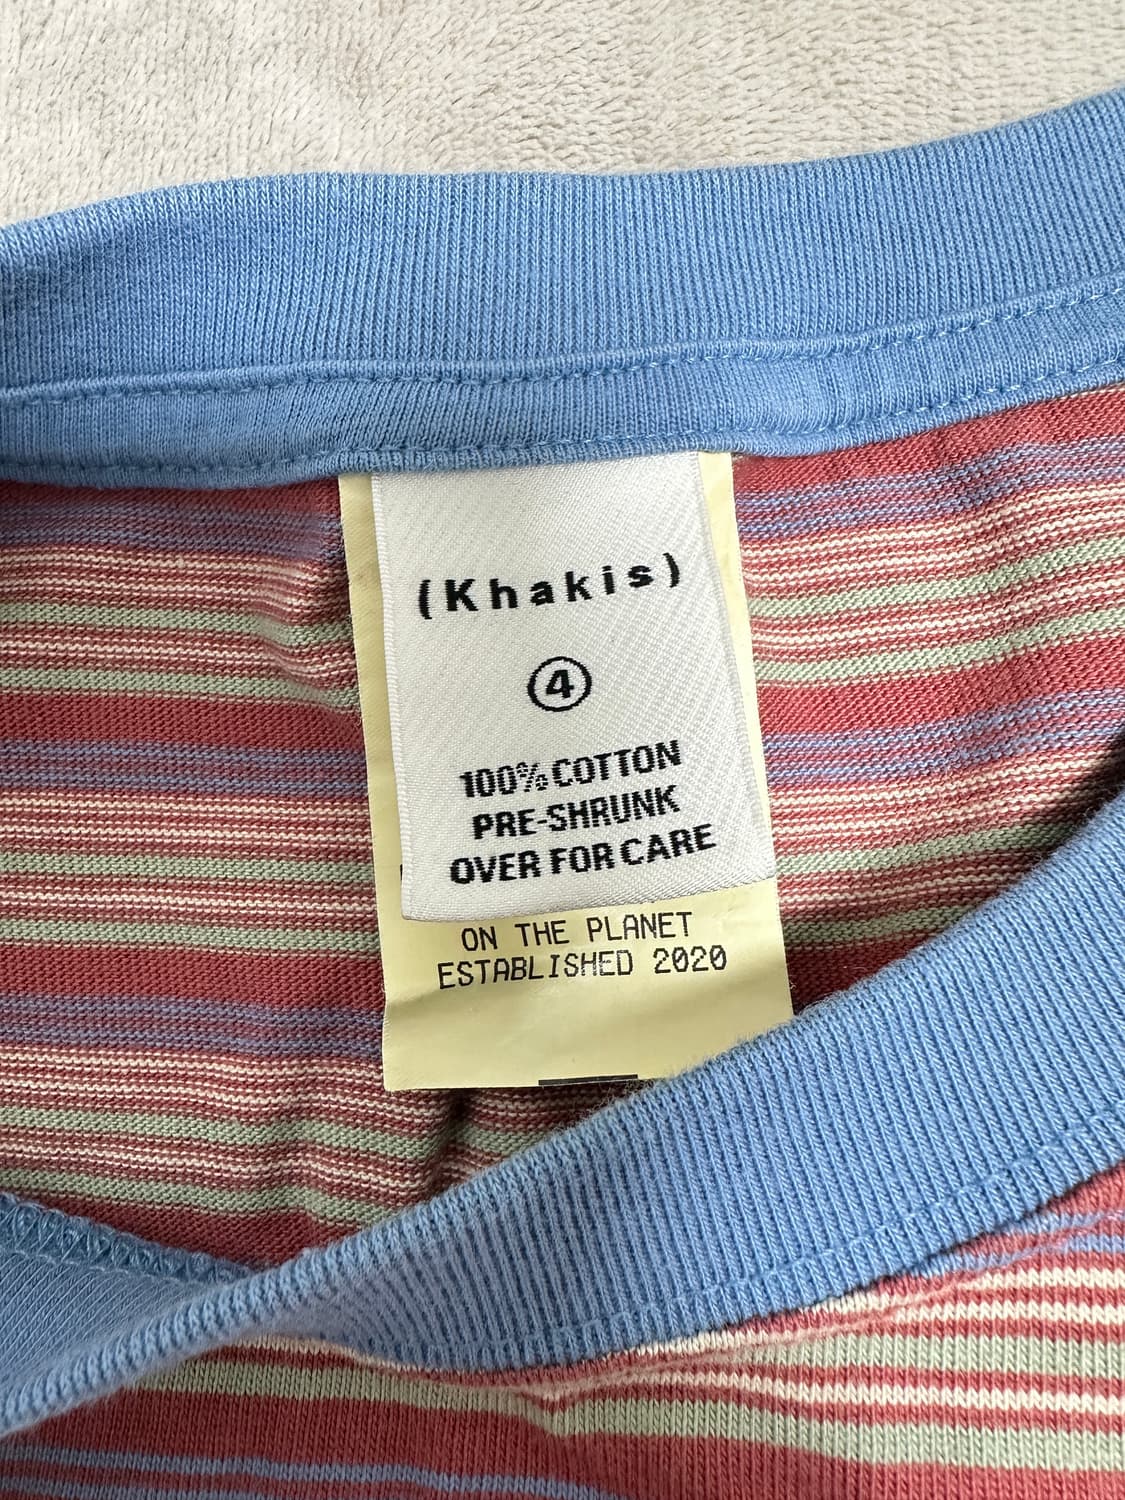 (Khakis)
4
100% COTTON
PRE-SHRUNK
OVER FOR CARE
ON THE PLANET
ESTABLISHED 2020